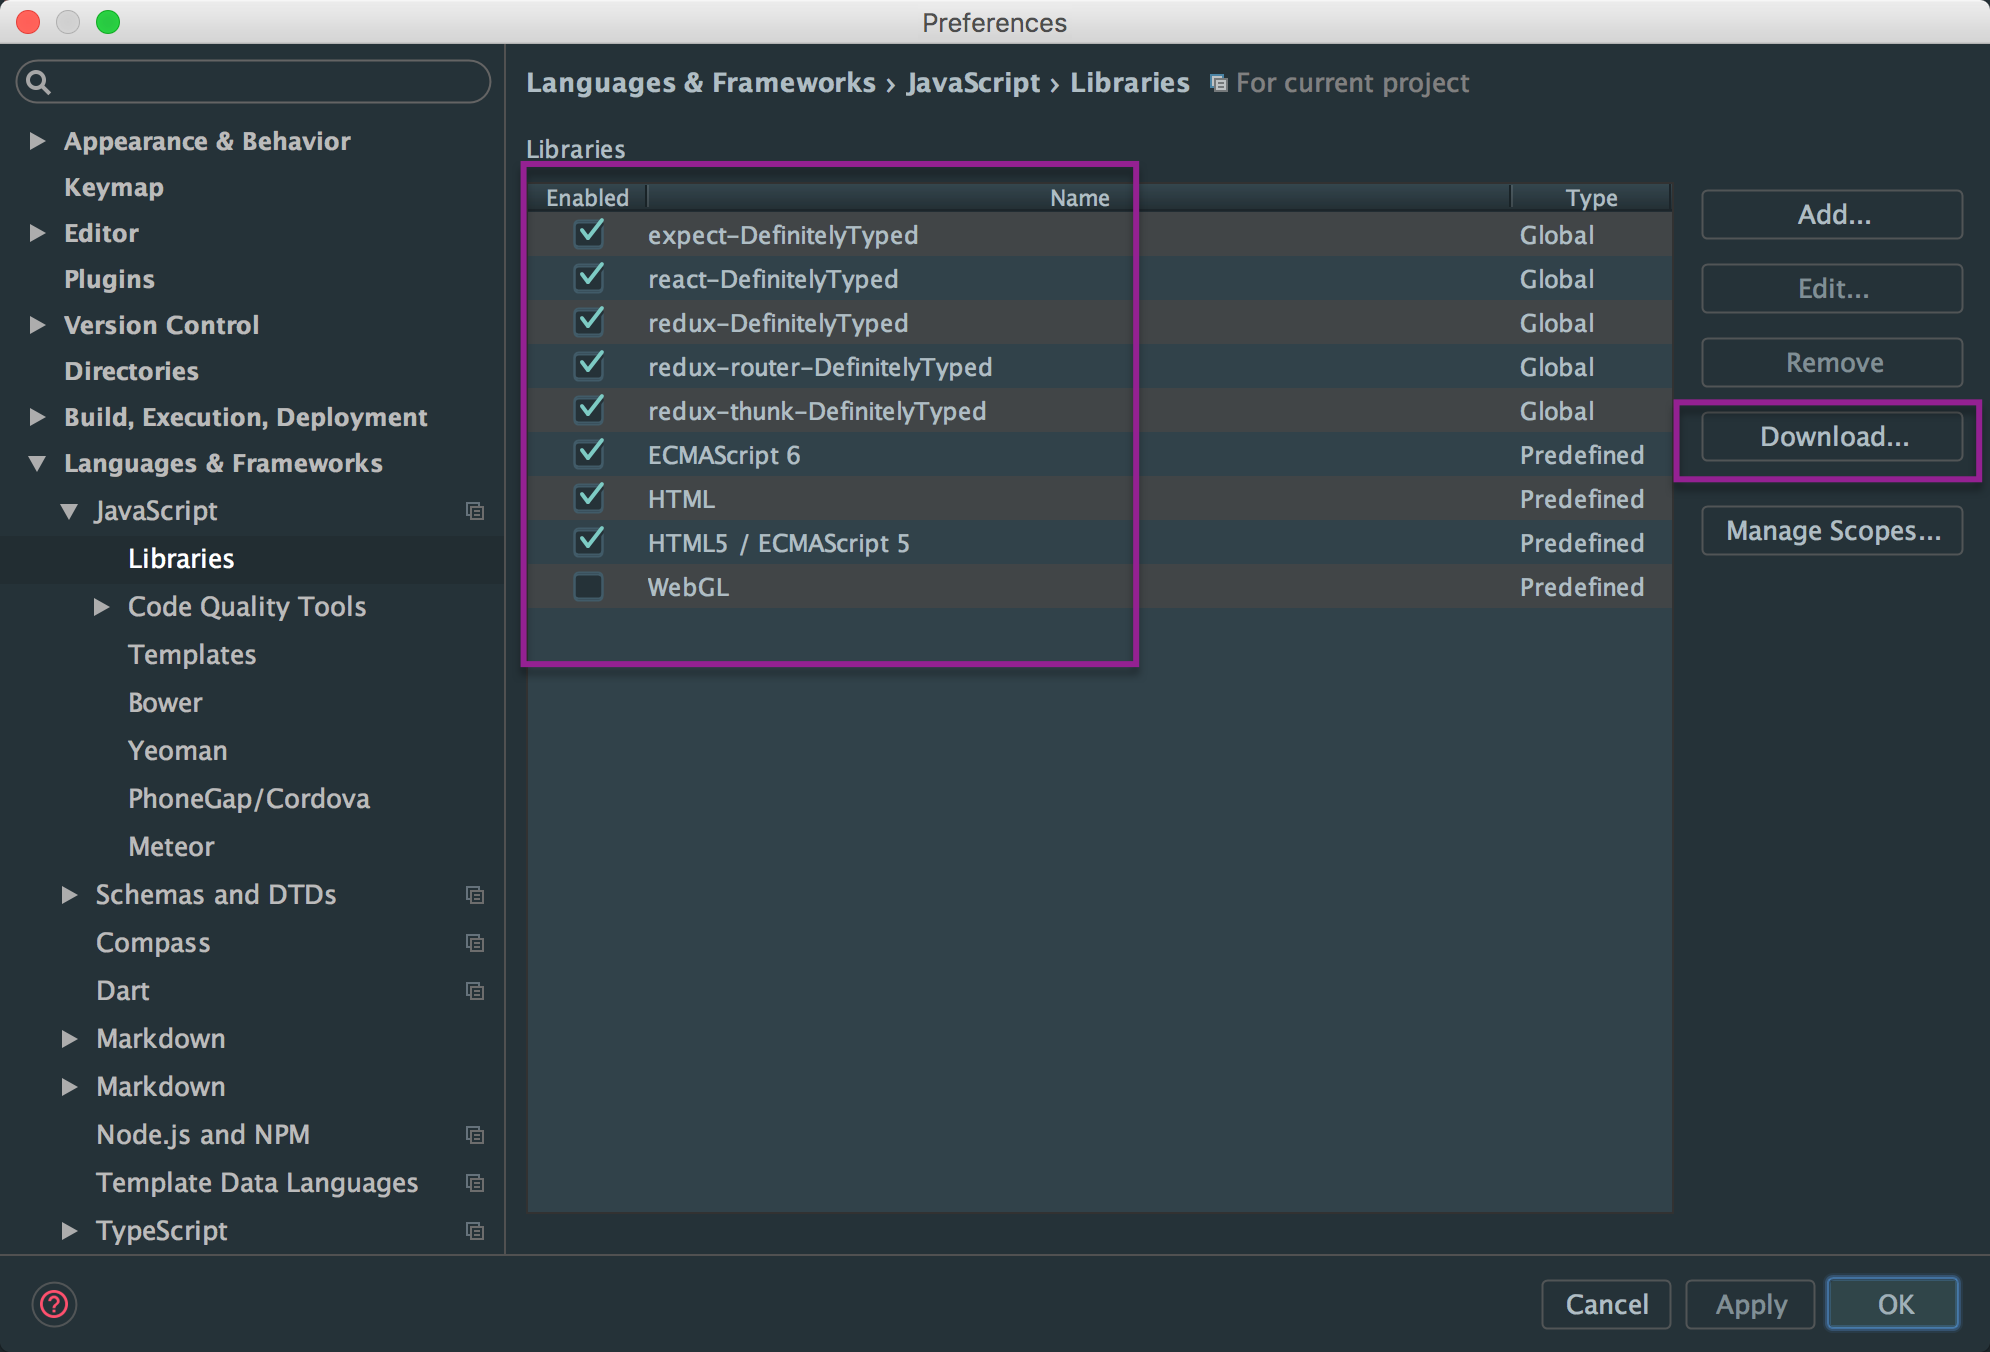 Preferences
Languages & Frameworks › JavaScript › Libraries For current project
Appearance & Behavior
Keymap
Editor
Plugins
Version Control
Directories
Build, Execution, Deployment
Languages & Frameworks
JavaScript
Libraries
Code Quality Tools
Templates
Bower
Yeoman
PhoneGap/Cordova
Meteor
Schemas and DTDs
Compass
Dart
Markdown
Markdown
Node.js and NPM
Template Data Languages
TypeScript
Libraries
Enabled Name Type
expect-DefinitelyTyped Global
react-DefinitelyTyped Global
redux-DefinitelyTyped Global
redux-router-DefinitelyTyped Global
redux-thunk-DefinitelyTyped Global
ECMAScript 6 Predefined
HTML Predefined
HTML5 / ECMAScript 5 Predefined
WebGL Predefined
Add...
Edit...
Remove
Download...
Manage Scopes...
?
Cancel Apply OK